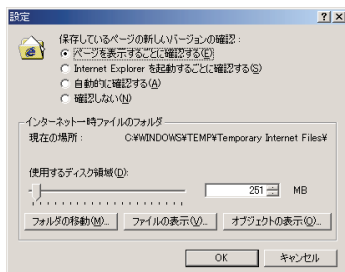 設定
保存しているページの新しいバージョンの確認:
ページを表示するごとに確認する(E)
Internet Explorer を起動するごとに確認する(S)
自動的に確認する(A)
確認しない(N)
インターネット一時ファイルのフォルダ
現在の場所: C:¥WINDOWS¥TEMP¥Temporary Internet Files¥
使用するディスク領域(D):
251 MB
フォルダの移動(M)... ファイルの表示(V)... オブジェクトの表示(O)...
OK キャンセル